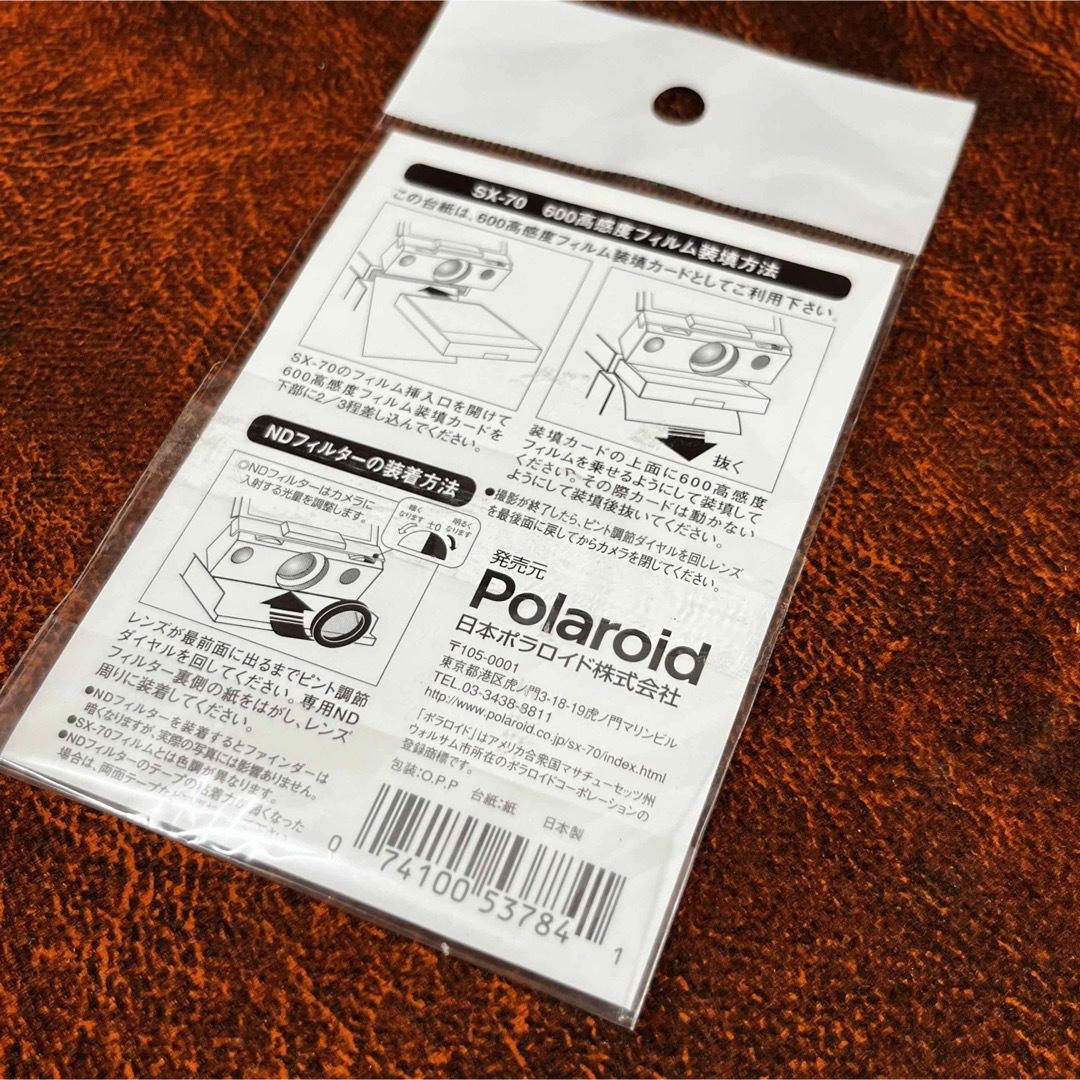 SX-70 600高感度フィルム装填方法
この台紙は、600高感度フィルム装填カードとしてご利用下さい。
SX-70のフィルム挿入口を開けて
600高感度フィルム装填カードを
下部に2／3程差し込んでください。
抜く
装填カードの上面に600高感度
フィルムを乗せるようにして装填して
ください。その際カードは動かない
ようにして装填後抜いてください。
●撮影が終了したら、ピント調節ダイヤルを回しレンズ
を最後面に戻してからカメラを閉じてください。
NDフィルターの装着方法
○NDフィルターはカメラに
入射する光量を調整します。
暗く
なります
±0
明るく
なります
レンズが最前面に出るまでピント調節
ダイヤルを回してください。専用ND
フィルター裏側の紙をはがし、レンズ
周りに装着してください。
●NDフィルターを装着するとファインダーは
暗くなりますが、実際の写真には影響ありません。
●SX-70フィルムとは色調が異なります。
●NDフィルターのテープの粘着力が弱くなった
場合は、両面テープ
発売元
Polaroid
日本ポラロイド株式会社
〒105-0001
東京都港区虎ノ門3-18-19虎ノ門マリンビル
TEL.03-3438-8811
http://www.polaroid.co.jp/sx-70/index.html
「ポラロイド」はアメリカ合衆国マサチューセッツ州
ウォルサム市所在のポラロイドコーポレーションの
登録商標です。
包装:O.P.P 台紙:紙 日本製
0 74100 53784 1